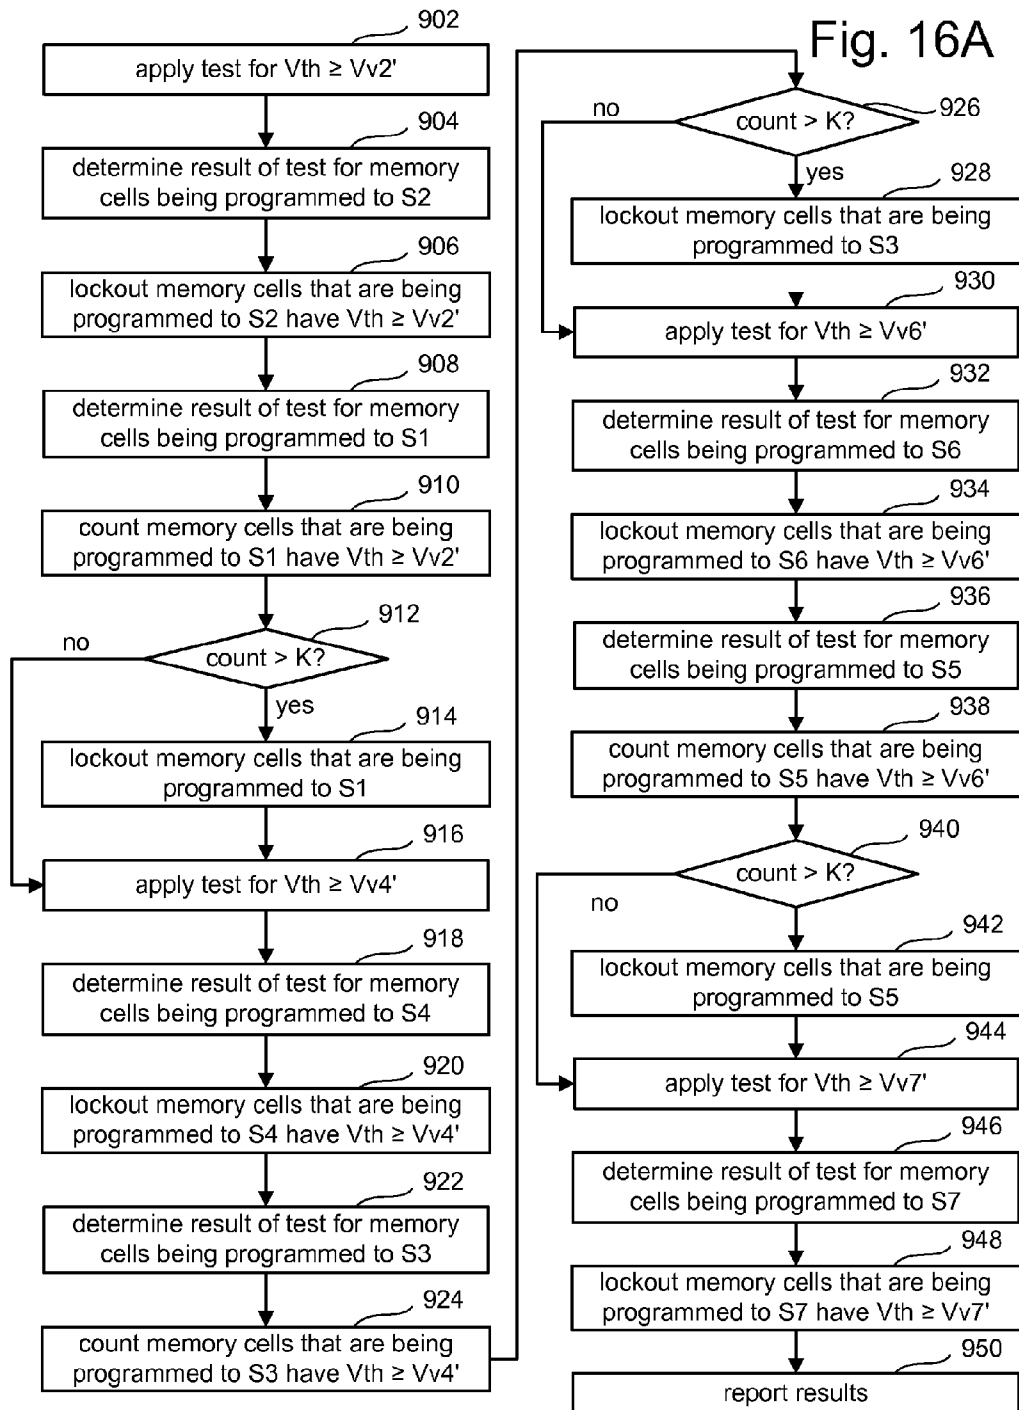 Fig. 16A
902
apply test for Vth ≥ Vv2'
904
determine result of test for memory
cells being programmed to S2
906
lockout memory cells that are being
programmed to S2 have Vth ≥ Vv2'
908
determine result of test for memory
cells being programmed to S1
910
count memory cells that are being
programmed to S1 have Vth ≥ Vv2'
912
no
count > K?
yes
914
lockout memory cells that are being
programmed to S1
916
apply test for Vth ≥ Vv4'
918
determine result of test for memory
cells being programmed to S4
920
lockout memory cells that are being
programmed to S4 have Vth ≥ Vv4'
922
determine result of test for memory
cells being programmed to S3
924
count memory cells that are being
programmed to S3 have Vth ≥ Vv4'
926
no
count > K?
yes
928
lockout memory cells that are being
programmed to S3
930
apply test for Vth ≥ Vv6'
932
determine result of test for memory
cells being programmed to S6
934
lockout memory cells that are being
programmed to S6 have Vth ≥ Vv6'
936
determine result of test for memory
cells being programmed to S5
938
count memory cells that are being
programmed to S5 have Vth ≥ Vv6'
940
count > K?
no
942
lockout memory cells that are being
programmed to S5
944
apply test for Vth ≥ Vv7'
946
determine result of test for memory
cells being programmed to S7
948
lockout memory cells that are being
programmed to S7 have Vth ≥ Vv7'
950
report results